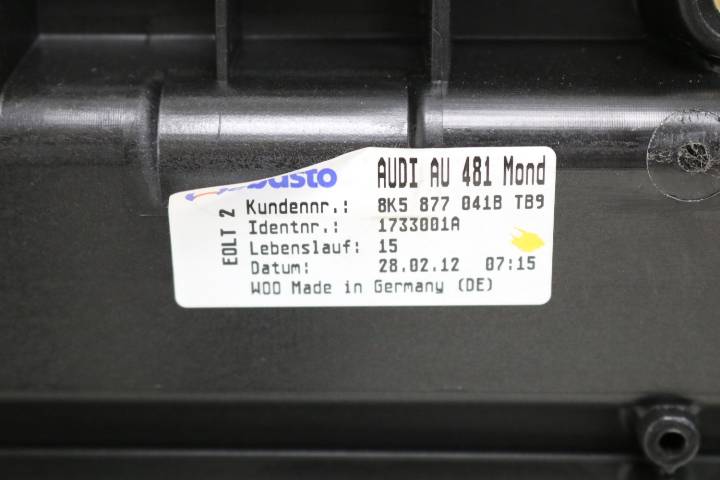 AUDI AU 481 Mond
EOLT 2
Kundennr.: 8K5 877 041B TB9
Identnr.: 1733001A
Lebenslauf: 15
Datum: 28.02.12 07:15
WOO Made in Germany (DE)